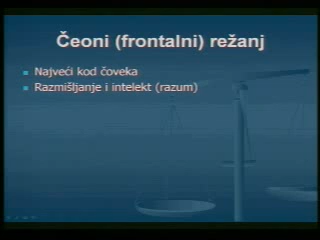 Čeoni (frontalni) režanj
Najveći kod čoveka
Razmišljanje i intelekt (razum)